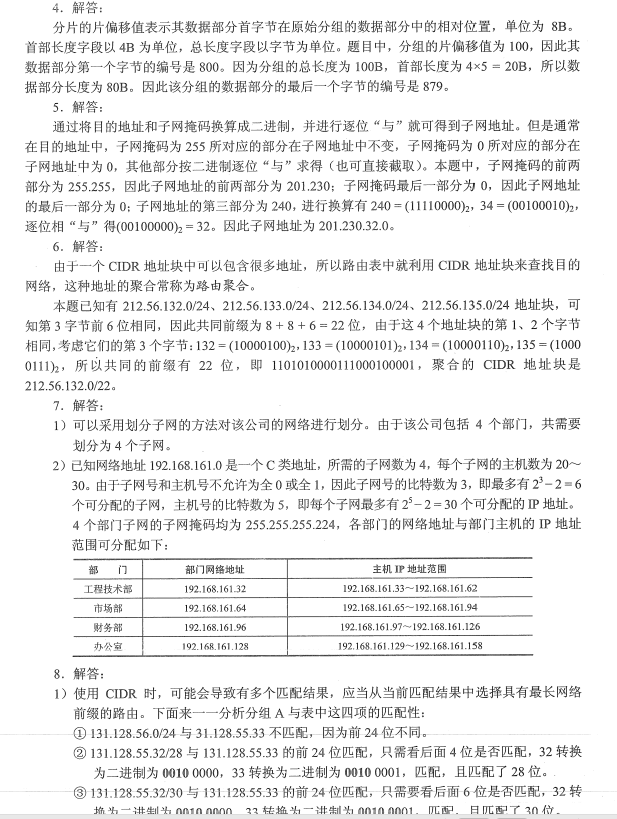 4．解答：
分片的片偏移值表示其数据部分首字节在原始分组的数据部分中的相对位置，单位为 8B。
首部长度字段以 4B 为单位，总长度字段以字节为单位。题目中，分组的片偏移值为 100，因此其
数据部分第一个字节的编号是 800。因为分组的总长度为 100B，首部长度为 4×5 = 20B，所以数
据部分长度为 80B。因此该分组的数据部分的最后一个字节的编号是 879。
5．解答：
通过将目的地址和子网掩码换算成二进制，并进行逐位“与”就可得到子网地址。但是通常
在目的地址中，子网掩码为 255 所对应的部分在子网地址中不变，子网掩码为 0 所对应的部分在
子网地址中为 0，其他部分按二进制逐位“与”求得（也可直接截取）。本题中，子网掩码的前两
部分为 255.255，因此子网地址的前两部分为 201.230；子网掩码最后一部分为 0，因此子网地址
的最后一部分为 0；子网地址的第三部分为 240，进行换算有 240 = (11110000)₂，34 = (00100010)₂，
逐位相“与”得(00100000)₂ = 32。因此子网地址为 201.230.32.0。
6．解答：
由于一个 CIDR 地址块中可以包含很多地址，所以路由表中就利用 CIDR 地址块来查找目的
网络，这种地址的聚合常称为路由聚合。
本题已知有 212.56.132.0/24、212.56.133.0/24、212.56.134.0/24、212.56.135.0/24 地址块，可
知第 3 字节前 6 位相同，因此共同前缀为 8 + 8 + 6 = 22 位，由于这 4 个地址块的第 1、2 个字节
相同，考虑它们的第 3 个字节：132 = (10000100)₂，133 = (10000101)₂，134 = (10000110)₂，135 = (1000
0111)₂，所以共同的前缀有 22 位，即 1101010000111000100001，聚合的 CIDR 地址块是
212.56.132.0/22。
7．解答：
1）可以采用划分子网的方法对该公司的网络进行划分。由于该公司包括 4 个部门，共需要
划分为 4 个子网。
2）已知网络地址 192.168.161.0 是一个 C 类地址，所需的子网数为 4，每个子网的主机数为 20～
30。由于子网号和主机号不允许为全 0 或全 1，因此子网号的比特数为 3，即最多有 2³ – 2 = 6
个可分配的子网，主机号的比特数为 5，即每个子网最多有 2⁵ – 2 = 30 个可分配的 IP 地址。
4 个部门子网的子网掩码均为 255.255.255.224，各部门的网络地址与部门主机的 IP 地址
范围可分配如下：
部 门 部门网络地址 主机 IP 地址范围
工程技术部 192.168.161.32 192.168.161.33～192.168.161.62
市场部 192.168.161.64 192.168.161.65～192.168.161.94
财务部 192.168.161.96 192.168.161.97～192.168.161.126
办公室 192.168.161.128 192.168.161.129～192.168.161.158
8．解答：
1）使用 CIDR 时，可能会导致有多个匹配结果，应当从当前匹配结果中选择具有最长网络
前缀的路由。下面来一一分析分组 A 与表中这四项的匹配性：
① 131.128.56.0/24 与 31.128.55.33 不匹配，因为前 24 位不同。
② 131.128.55.32/28 与 131.128.55.33 的前 24 位匹配，只需看后面 4 位是否匹配，32 转换
为二进制为 0010 0000，33 转换为二进制为 0010 0001，匹配，且匹配了 28 位。
③ 131.128.55.32/30 与 131.128.55.33 的前 24 位匹配，只需要看后面 6 位是否匹配，32 转
换为二进制为 0010 0000，33 转换为二进制为 0010 0001，匹配，且匹配了 30 位。